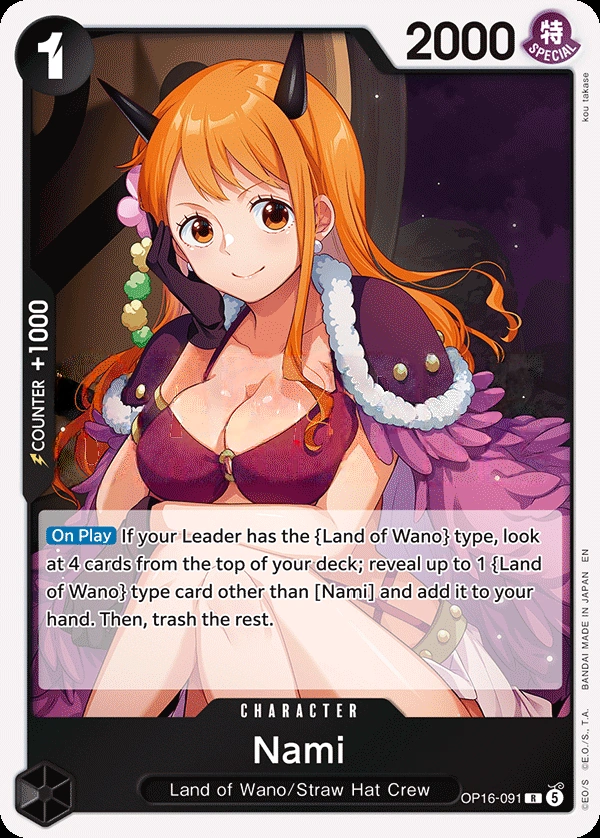 1
2000
特
SPECIAL
kou takase
COUNTER +1000
On Play If your Leader has the {Land of Wano} type, look
at 4 cards from the top of your deck; reveal up to 1 {Land
of Wano} type card other than [Nami] and add it to your
hand. Then, trash the rest.
CHARACTER
Nami
Land of Wano/Straw Hat Crew
OP16-091 R 5
©EO/S ©E.O./S., T.A. BANDAI MADE IN JAPAN EN